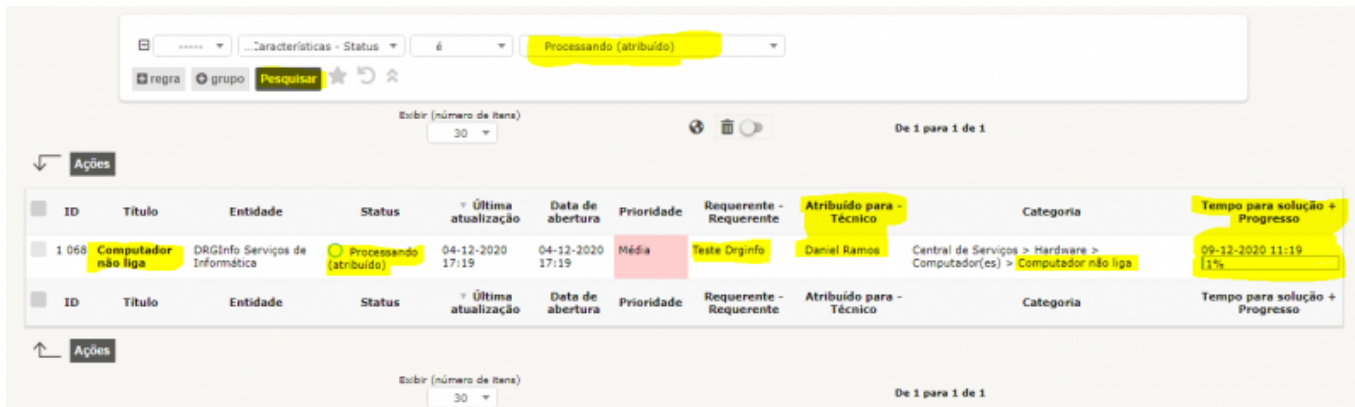 ----- ...Características - Status é Processando (atribuído)
regra grupo Pesquisar
Exibir (número de itens)
30
De 1 para 1 de 1
Ações
ID Título Entidade Status Última atualização Data de abertura Prioridade Requerente - Requerente Atribuído para - Técnico Categoria Tempo para solução + Progresso
1 068 Computador não liga DRGInfo Serviços de Informática Processando (atribuído) 04-12-2020 17:19 04-12-2020 17:19 Média Teste Drginfo Daniel Ramos Central de Serviços > Hardware > Computador(es) > Computador não liga 09-12-2020 11:19 1%
ID Título Entidade Status Última atualização Data de abertura Prioridade Requerente - Requerente Atribuído para - Técnico Categoria Tempo para solução + Progresso
Ações
Exibir (número de itens)
30
De 1 para 1 de 1